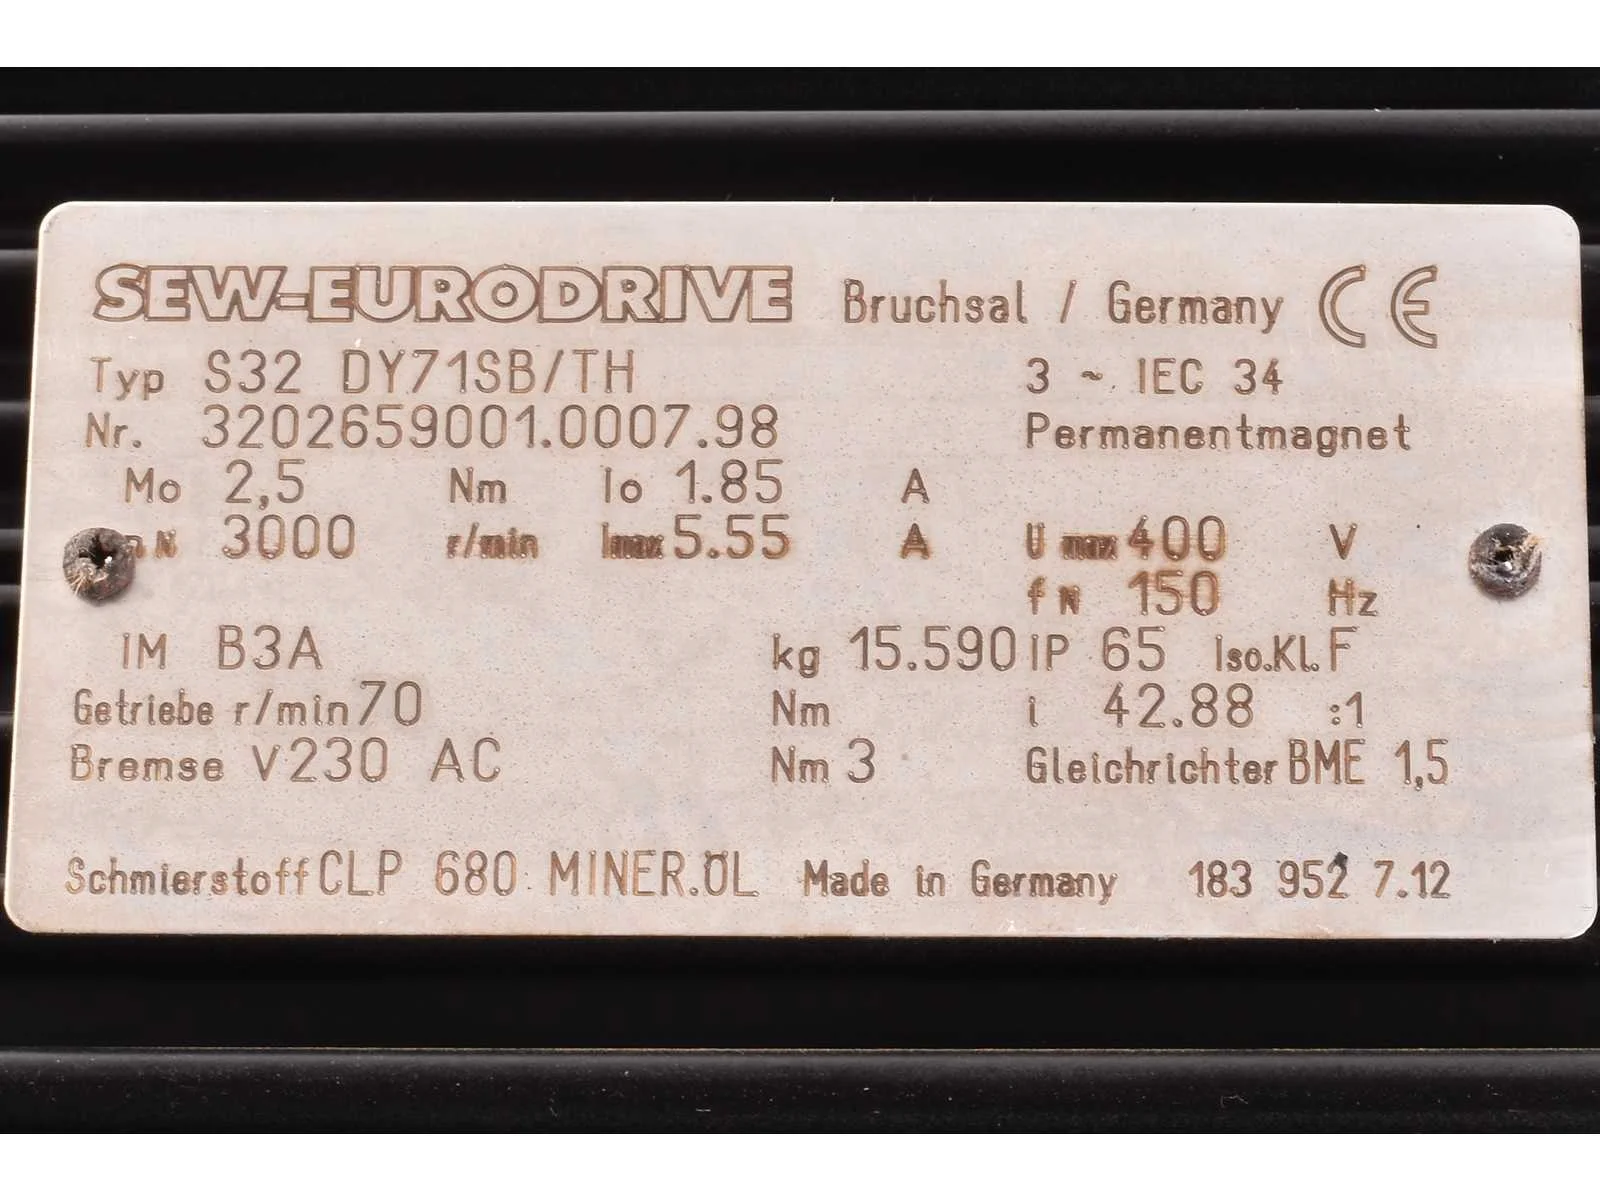 SEW-EURODRIVE Bruchsal / Germany CE
Typ S32 DY71SB/TH 3 ~ IEC 34
Nr. 3202659001.0007.98 Permanentmagnet
Mo 2,5 Nm Io 1.85 A
nN 3000 r/min Imax 5.55 A Umax 400 V
fN 150 Hz
IM B3A kg 15.590 IP 65 Iso.Kl. F
Getriebe r/min 70 Nm i 42.88 :1
Bremse V 230 AC Nm 3 Gleichrichter BME 1,5
Schmierstoff CLP 680 MINER.ÖL Made in Germany 183 952 7.12